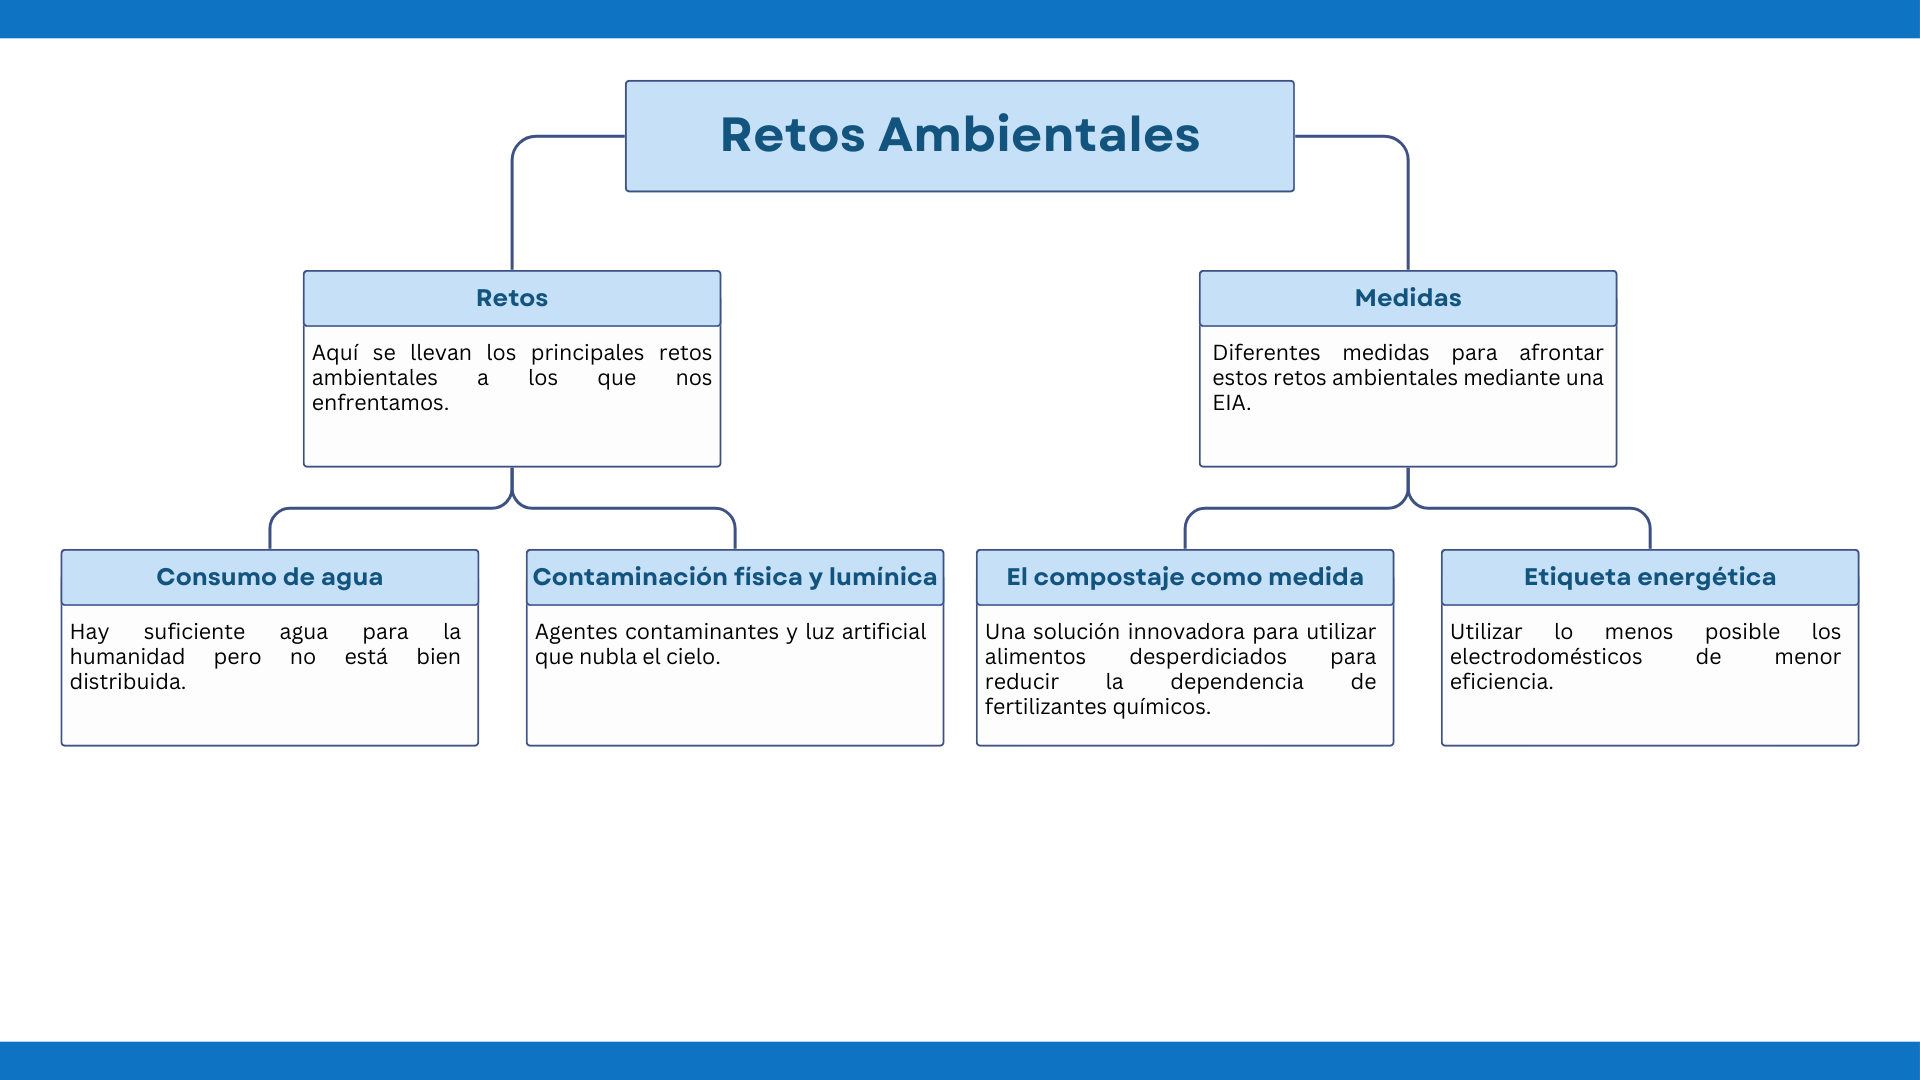 Retos Ambientales
Retos
Aquí se llevan los principales retos
ambientales a los que nos
enfrentamos.
Medidas
Diferentes medidas para afrontar
estos retos ambientales mediante una
EIA.
Consumo de agua
Hay suficiente agua para la
humanidad pero no está bien
distribuida.
Contaminación física y lumínica
Agentes contaminantes y luz artificial
que nubla el cielo.
El compostaje como medida
Una solución innovadora para utilizar
alimentos desperdiciados para
reducir la dependencia de
fertilizantes químicos.
Etiqueta energética
Utilizar lo menos posible los
electrodomésticos de menor
eficiencia.